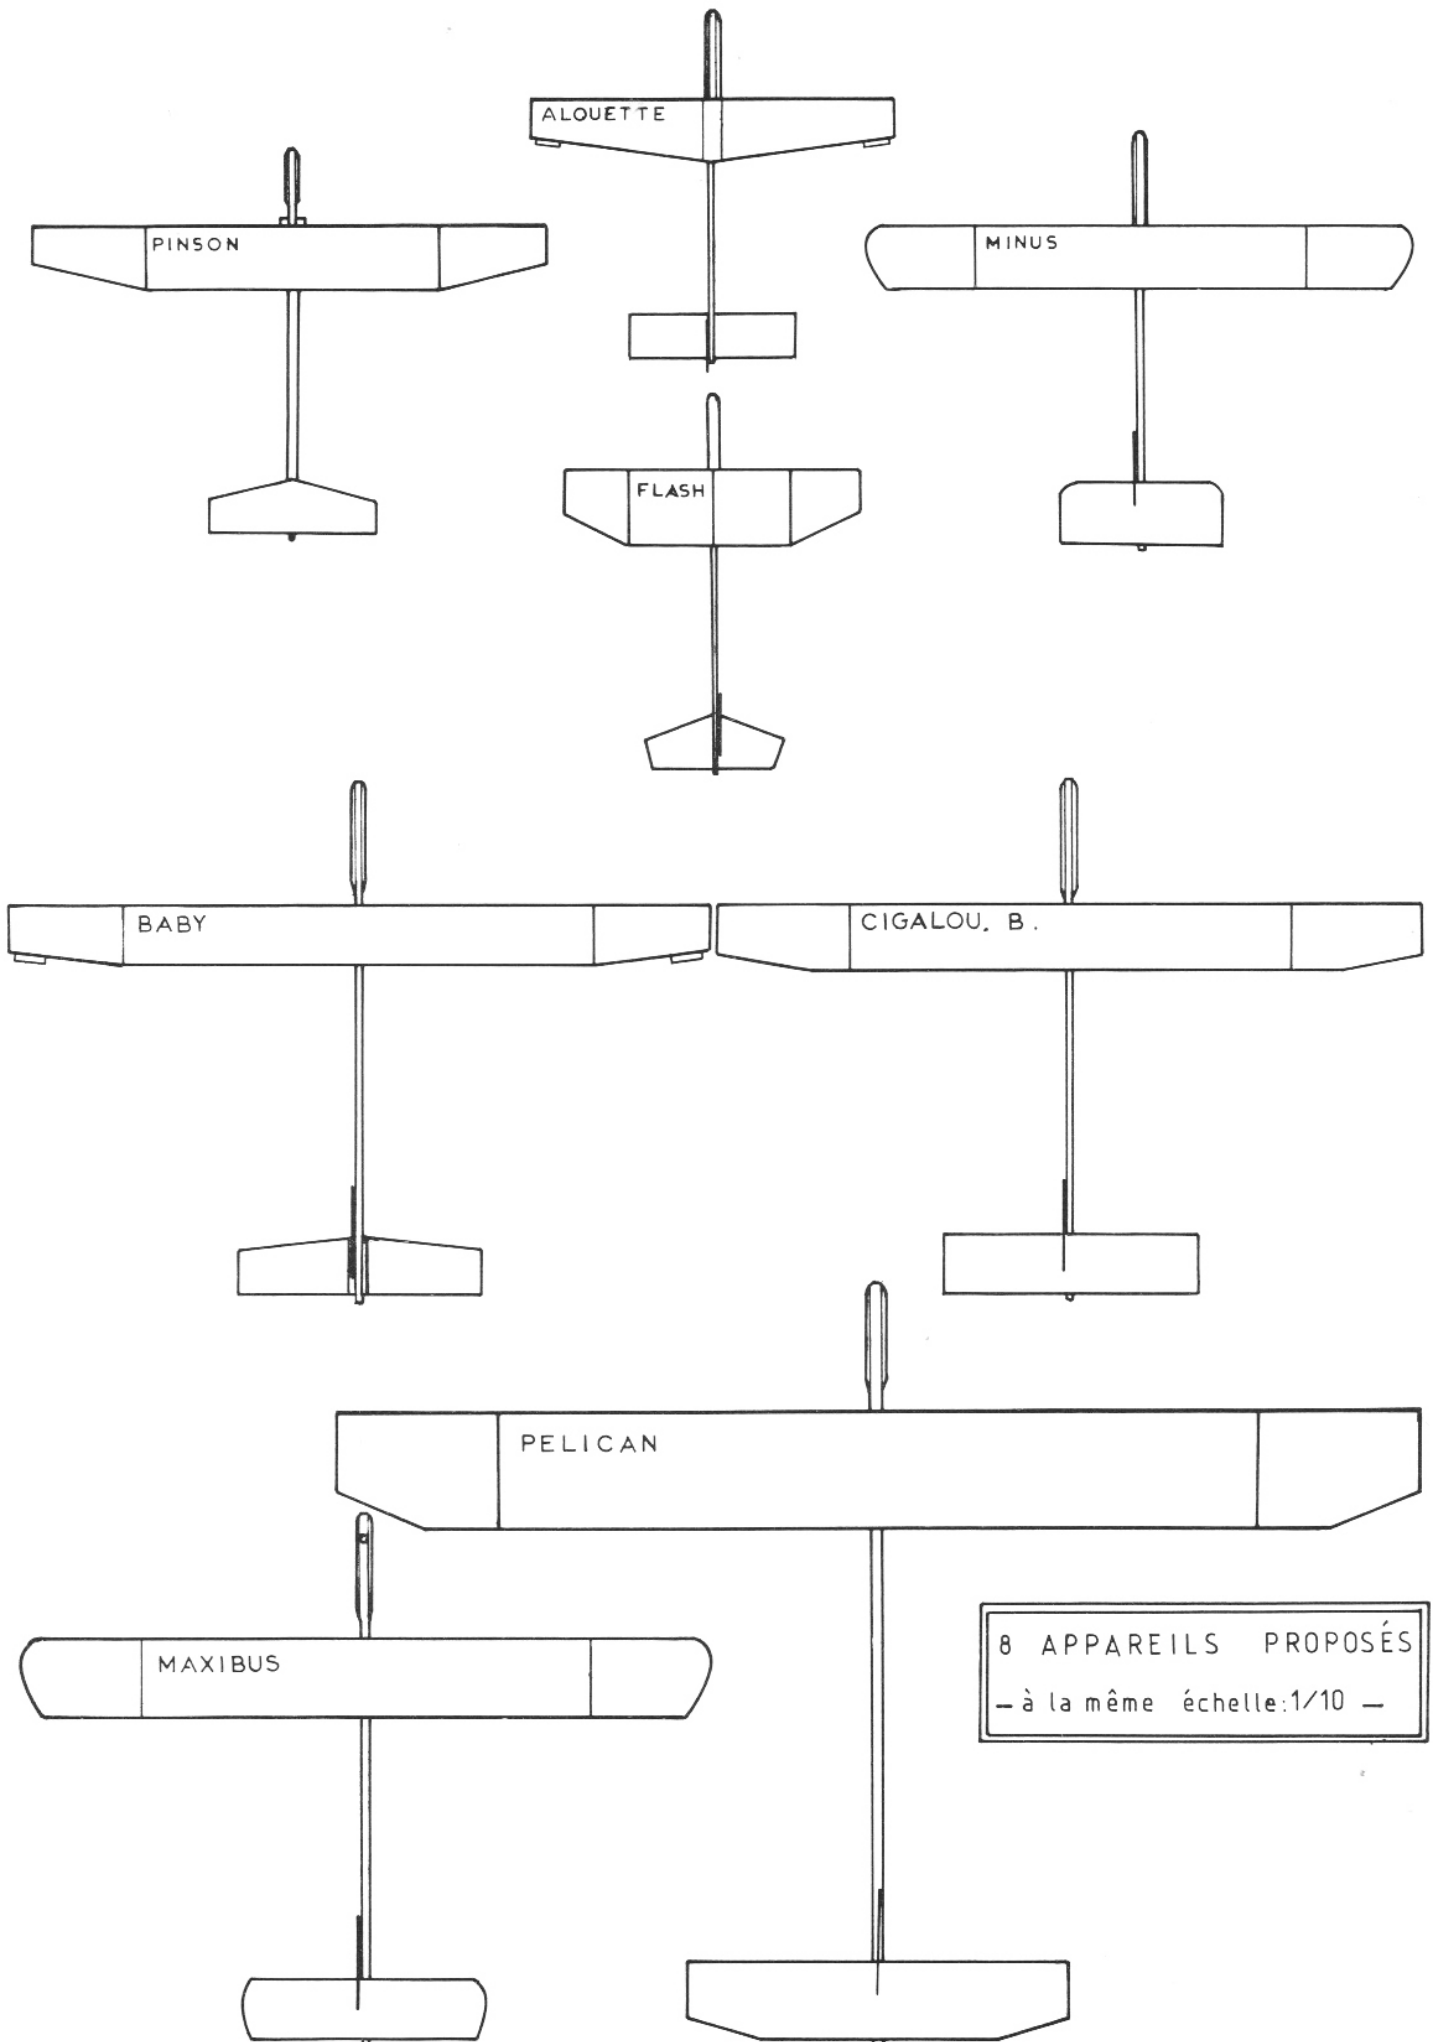 ALOUETTE
PINSON
MINUS
FLASH
BABY
CIGALOU. B.
PELICAN
MAXIBUS
8 APPAREILS PROPOSÉS
– à la même échelle:1/10 –